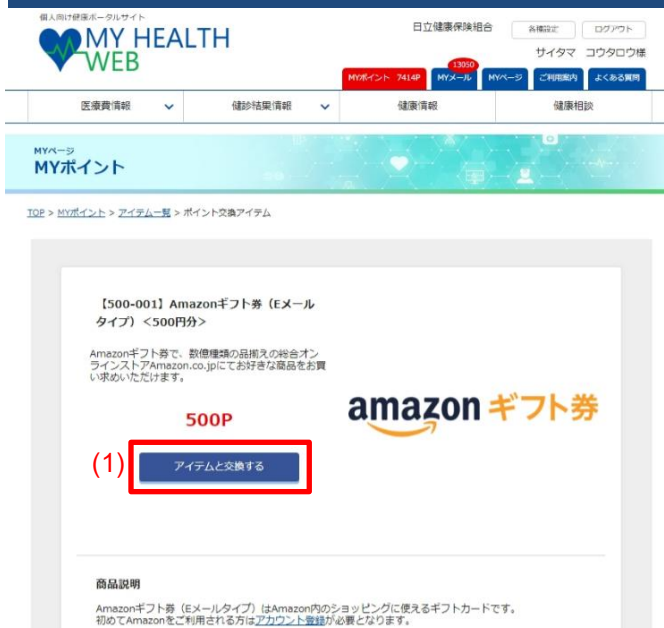 個人向け健康ポータルサイト
MY HEALTH
WEB
日立健康保険組合
各種設定
ログアウト
サイタマ コウタロウ様
13050
MYポイント 7414P
MYメール
MYページ
ご利用案内
よくある質問
医療費情報
健診結果情報
健康情報
健康相談
MYページ
MYポイント
TOP > MYポイント > アイテム一覧 > ポイント交換アイテム
【500-001】Amazonギフト券（Eメール
タイプ）＜500円分＞
Amazonギフト券で、数億種類の品揃えの総合オン
ラインストアAmazon.co.jpにてお好きな商品をお買
い求めいただけます。
500P
amazon ギフト券
(1)
アイテムと交換する
商品説明
Amazonギフト券（Eメールタイプ）はAmazon内のショッピングに使えるギフトカードです。
初めてAmazonをご利用される方はアカウント登録が必要となります。